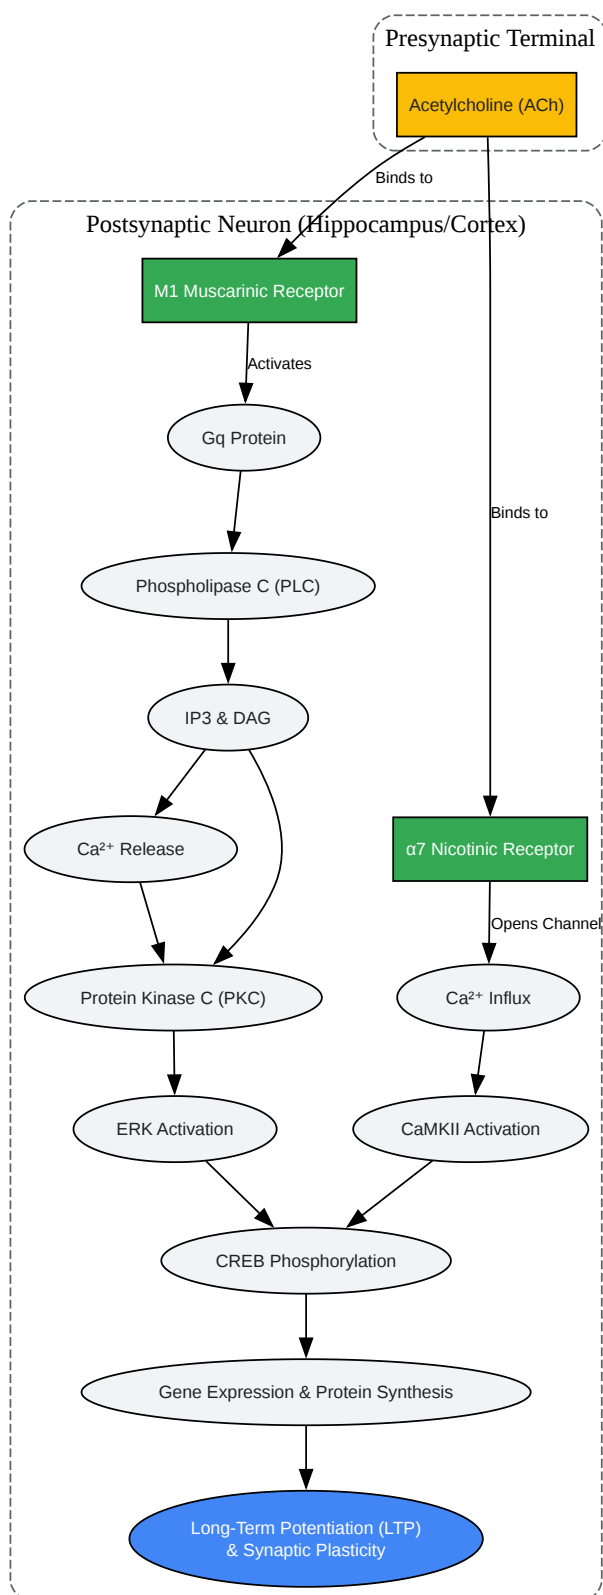 Presynaptic Terminal
Acetylcholine (ACh)
Binds to
Postsynaptic Neuron (Hippocampus/Cortex)
M1 Muscarinic Receptor
Activates
Gq Protein
Binds to
Phospholipase C (PLC)
IP3 & DAG
Ca²⁺ Release
α7 Nicotinic Receptor
Opens Channel
Protein Kinase C (PKC)
Ca²⁺ Influx
ERK Activation
CaMKII Activation
CREB Phosphorylation
Gene Expression & Protein Synthesis
Long-Term Potentiation (LTP)
& Synaptic Plasticity